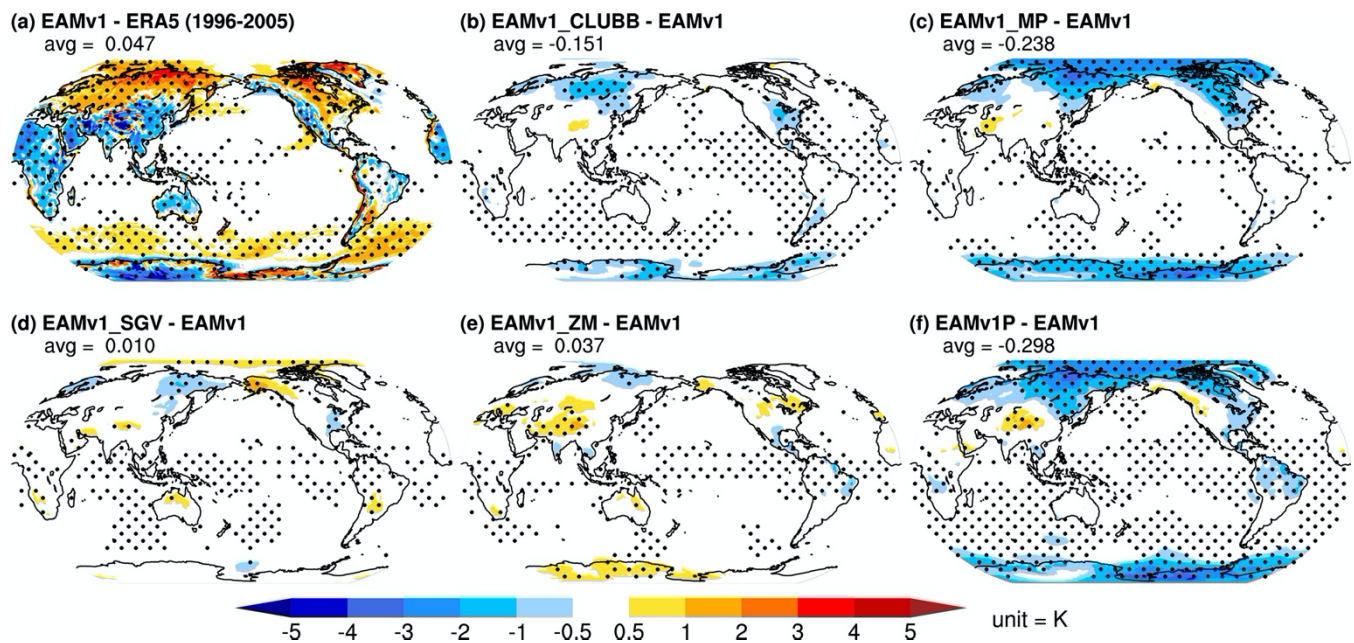 (a) EAMv1 - ERA5 (1996-2005)
avg = 0.047
(b) EAMv1_CLUBB - EAMv1
avg = -0.151
(c) EAMv1_MP - EAMv1
avg = -0.238
(d) EAMv1_SGV - EAMv1
avg = 0.010
(e) EAMv1_ZM - EAMv1
avg = 0.037
(f) EAMv1P - EAMv1
avg = -0.298
-5 -4 -3 -2 -1 -0.5 0.5 1 2 3 4 5 unit = K